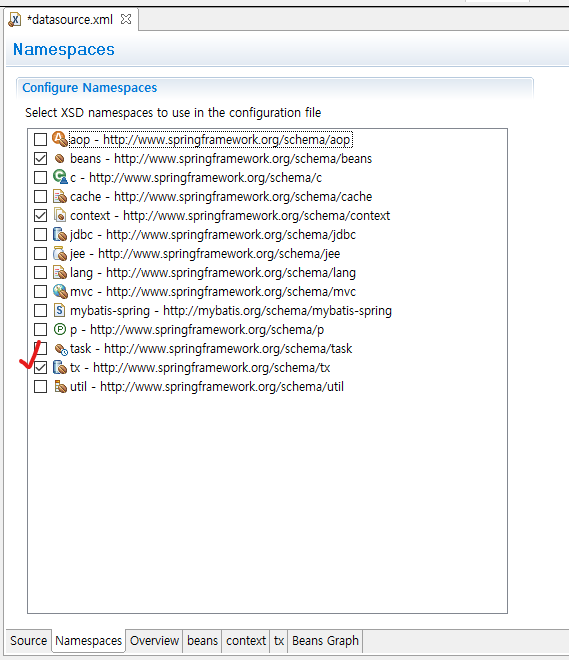 *datasource.xml
Namespaces
Configure Namespaces
Select XSD namespaces to use in the configuration file
aop - http://www.springframework.org/schema/aop
beans - http://www.springframework.org/schema/beans
c - http://www.springframework.org/schema/c
cache - http://www.springframework.org/schema/cache
context - http://www.springframework.org/schema/context
jdbc - http://www.springframework.org/schema/jdbc
jee - http://www.springframework.org/schema/jee
lang - http://www.springframework.org/schema/lang
mvc - http://www.springframework.org/schema/mvc
mybatis-spring - http://mybatis.org/schema/mybatis-spring
p - http://www.springframework.org/schema/p
task - http://www.springframework.org/schema/task
tx - http://www.springframework.org/schema/tx
util - http://www.springframework.org/schema/util
Source Namespaces Overview beans context tx Beans Graph